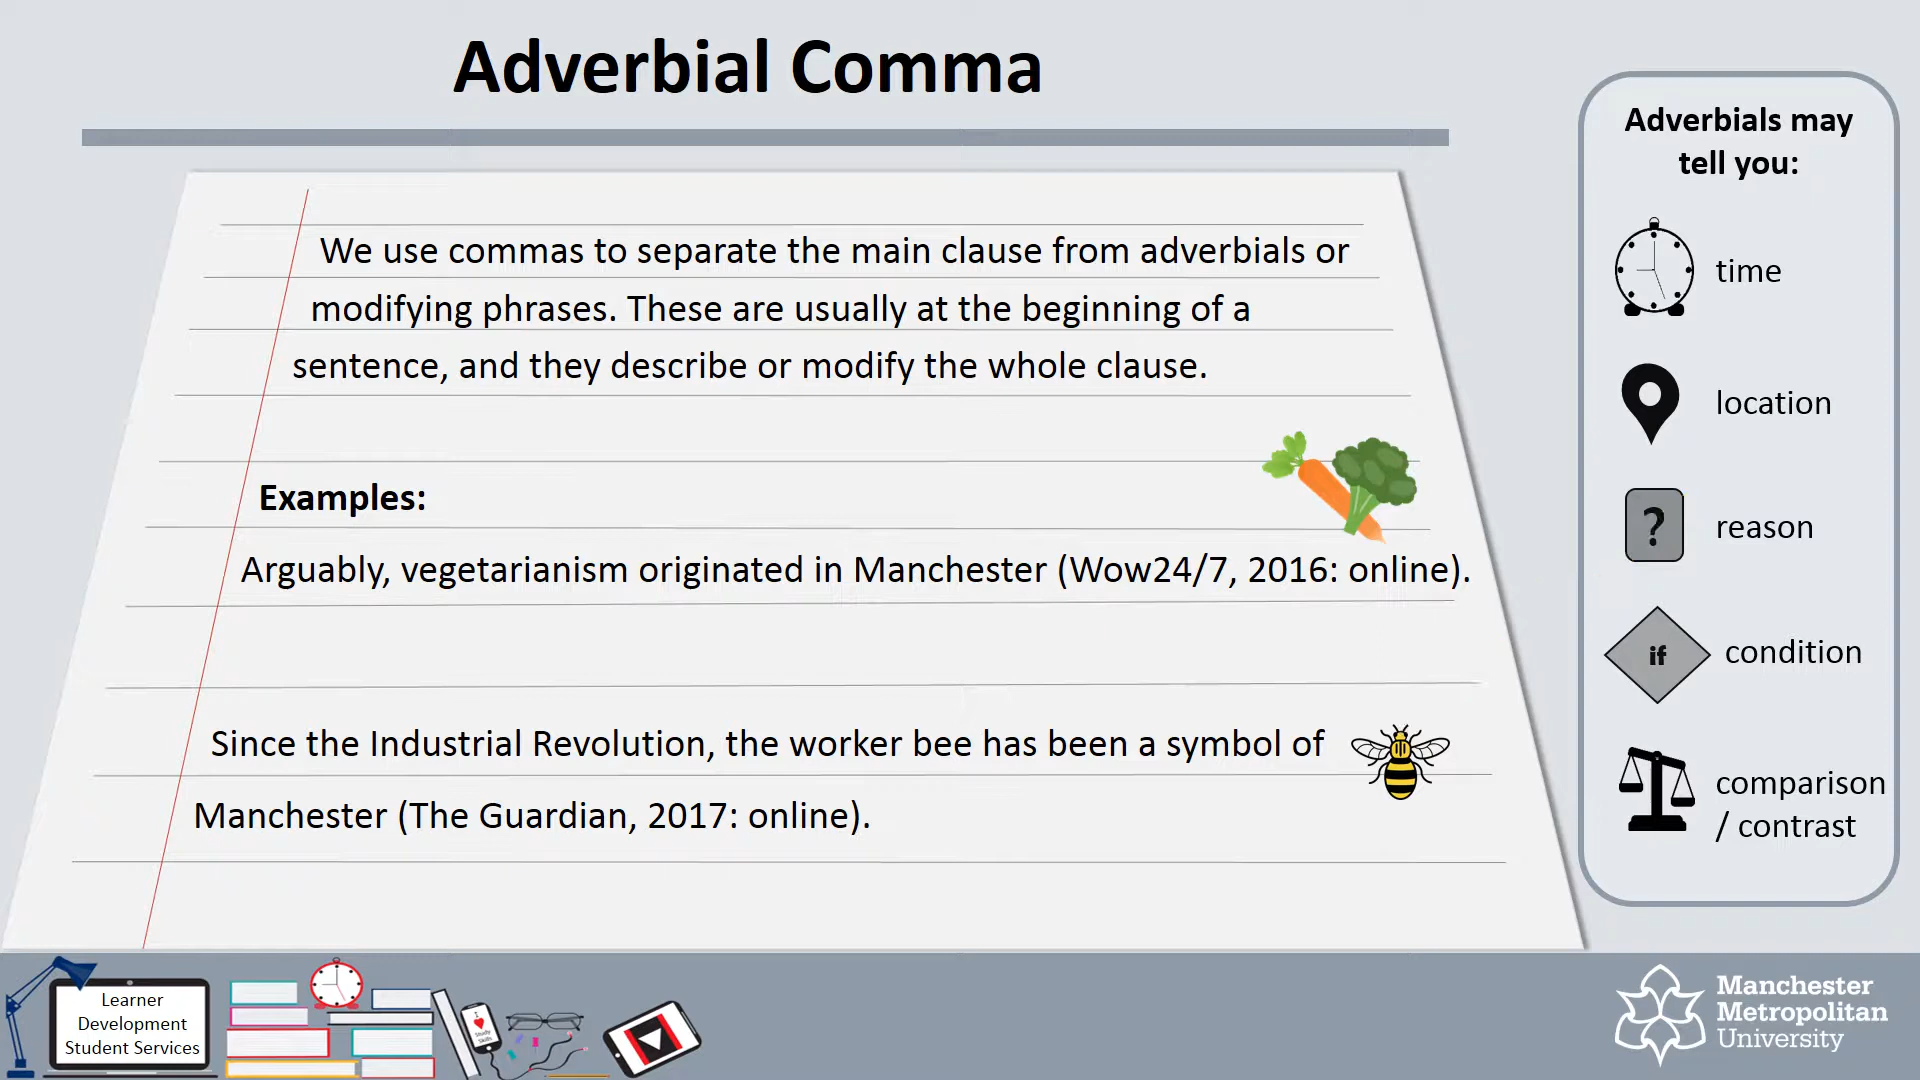 Adverbial Comma
We use commas to separate the main clause from adverbials or
modifying phrases. These are usually at the beginning of a
sentence, and they describe or modify the whole clause.
Examples:
Arguably, vegetarianism originated in Manchester (Wow24/7, 2016: online).
Since the Industrial Revolution, the worker bee has been a symbol of
Manchester (The Guardian, 2017: online).
Adverbials may
tell you:
time
location
?
reason
if
condition
comparison
/ contrast
Learner
Development
Student Services
I
Study
Skills
Manchester
Metropolitan
University